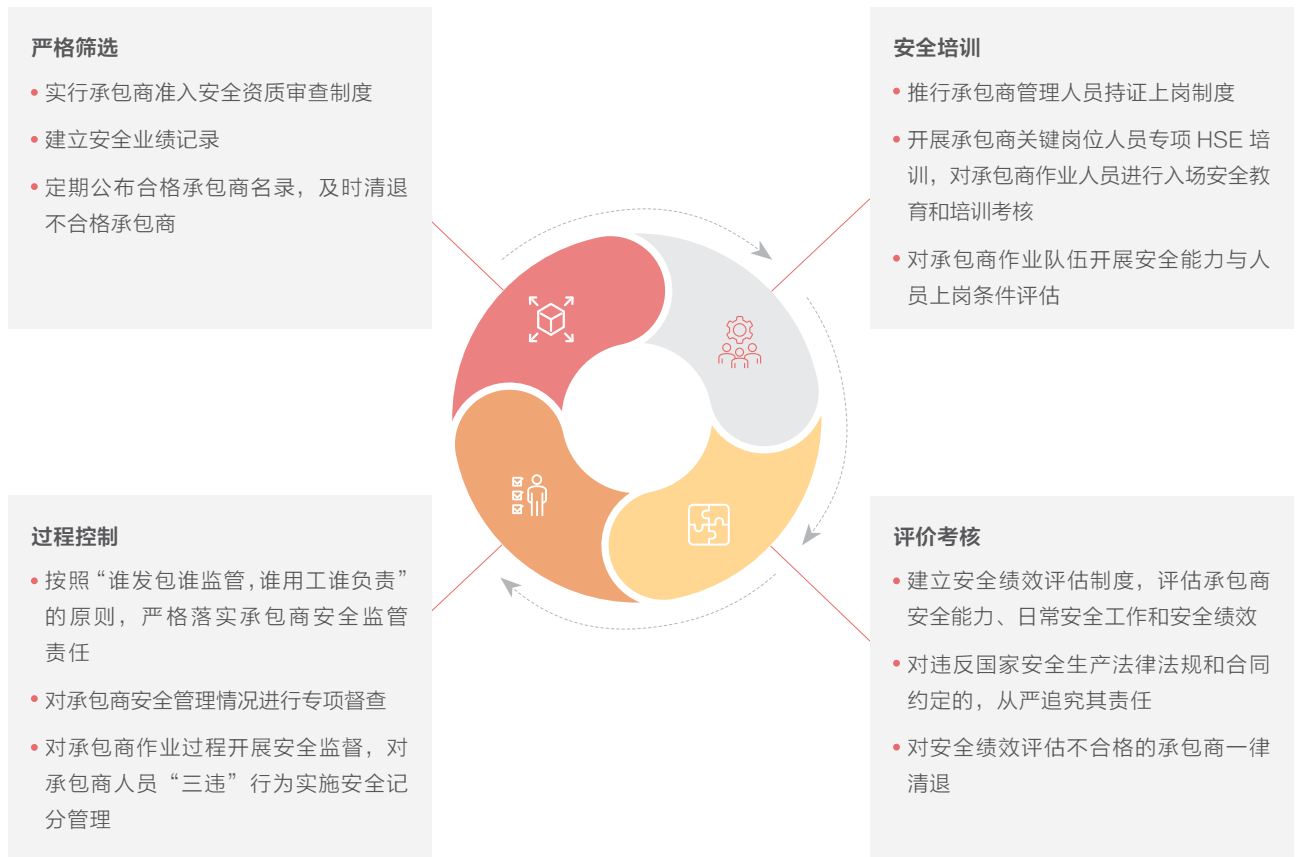 严格筛选
• 实行承包商准入安全资质审查制度
• 建立安全业绩记录
• 定期公布合格承包商名录，及时清退
不合格承包商
安全培训
• 推行承包商管理人员持证上岗制度
• 开展承包商关键岗位人员专项 HSE 培
训，对承包商作业人员进行入场安全教
育和培训考核
• 对承包商作业队伍开展安全能力与人
员上岗条件评估
过程控制
• 按照“谁发包谁监管，谁用工谁负责”
的原则，严格落实承包商安全监管
责任
• 对承包商安全管理情况进行专项督查
• 对承包商作业过程开展安全监督，对
承包商人员“三违”行为实施安全记
分管理
评价考核
• 建立安全绩效评估制度，评估承包商
安全能力、日常安全工作和安全绩效
• 对违反国家安全生产法律法规和合同
约定的，从严追究其责任
• 对安全绩效评估不合格的承包商一律
清退